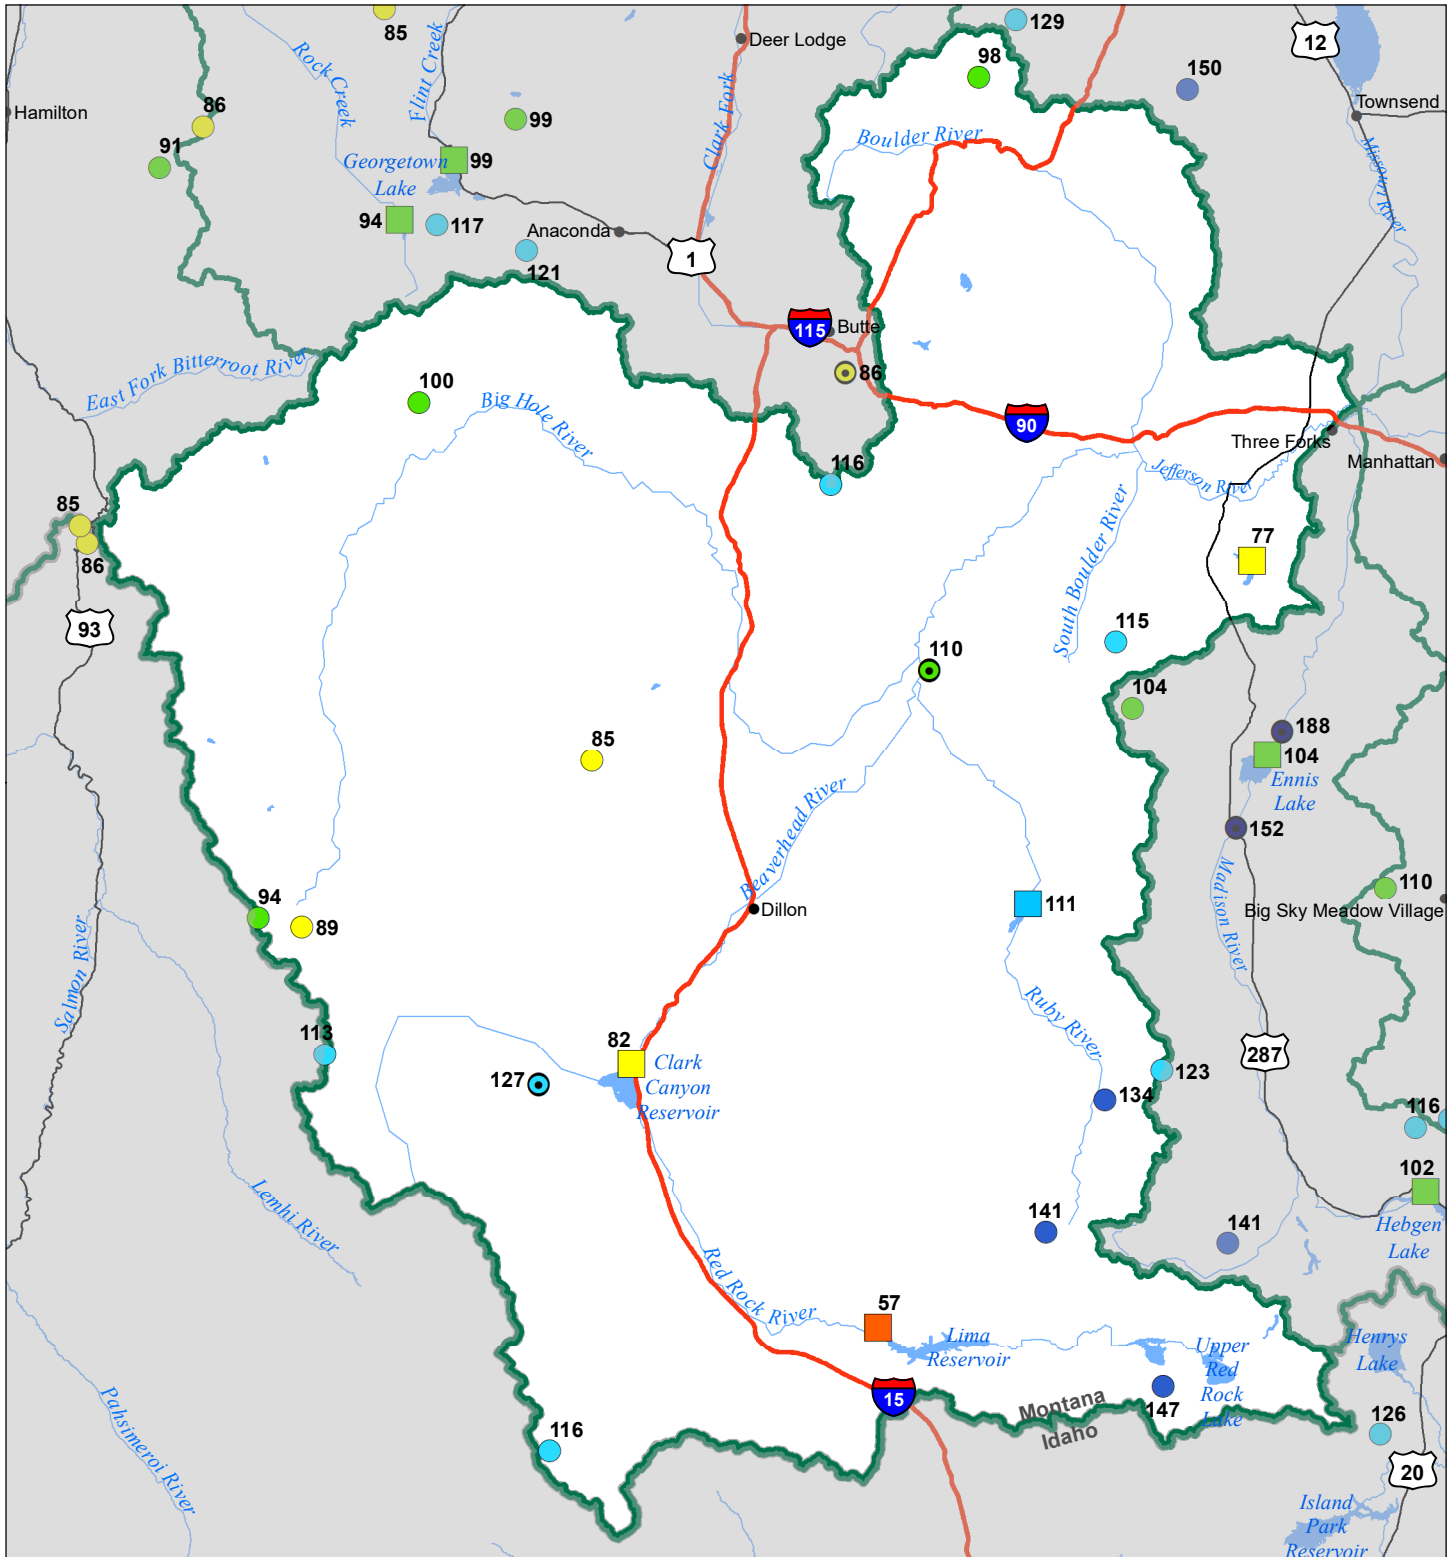 85
129
12
Deer Lodge
98
150
Rock Creek
Flint Creek
Clark Fork
Hamilton
86
99
Townsend
91
Boulder River
Missouri River
Georgetown
Lake
99
94
117
Anaconda
121
1
115
Butte
86
East Fork Bitterroot River
100
Big Hole River
90
Three Forks
Manhattan
116
Jefferson River
85
86
South Boulder River
77
93
115
110
104
188
104
Ennis
Lake
85
Beaverhead River
152
Madison River
110
Big Sky Meadow Village
94
89
Dillon
111
Salmon River
Ruby River
113
82
Clark
Canyon
Reservoir
127
287
123
134
116
102
Hebgen
Lake
141
141
Lemhi River
Red Rock River
57
Lima
Reservoir
Upper
Red
Rock
Lake
Henrys
Lake
147
15
Montana
Idaho
126
116
20
Pahsimeroi River
Island
Park
Reservoir